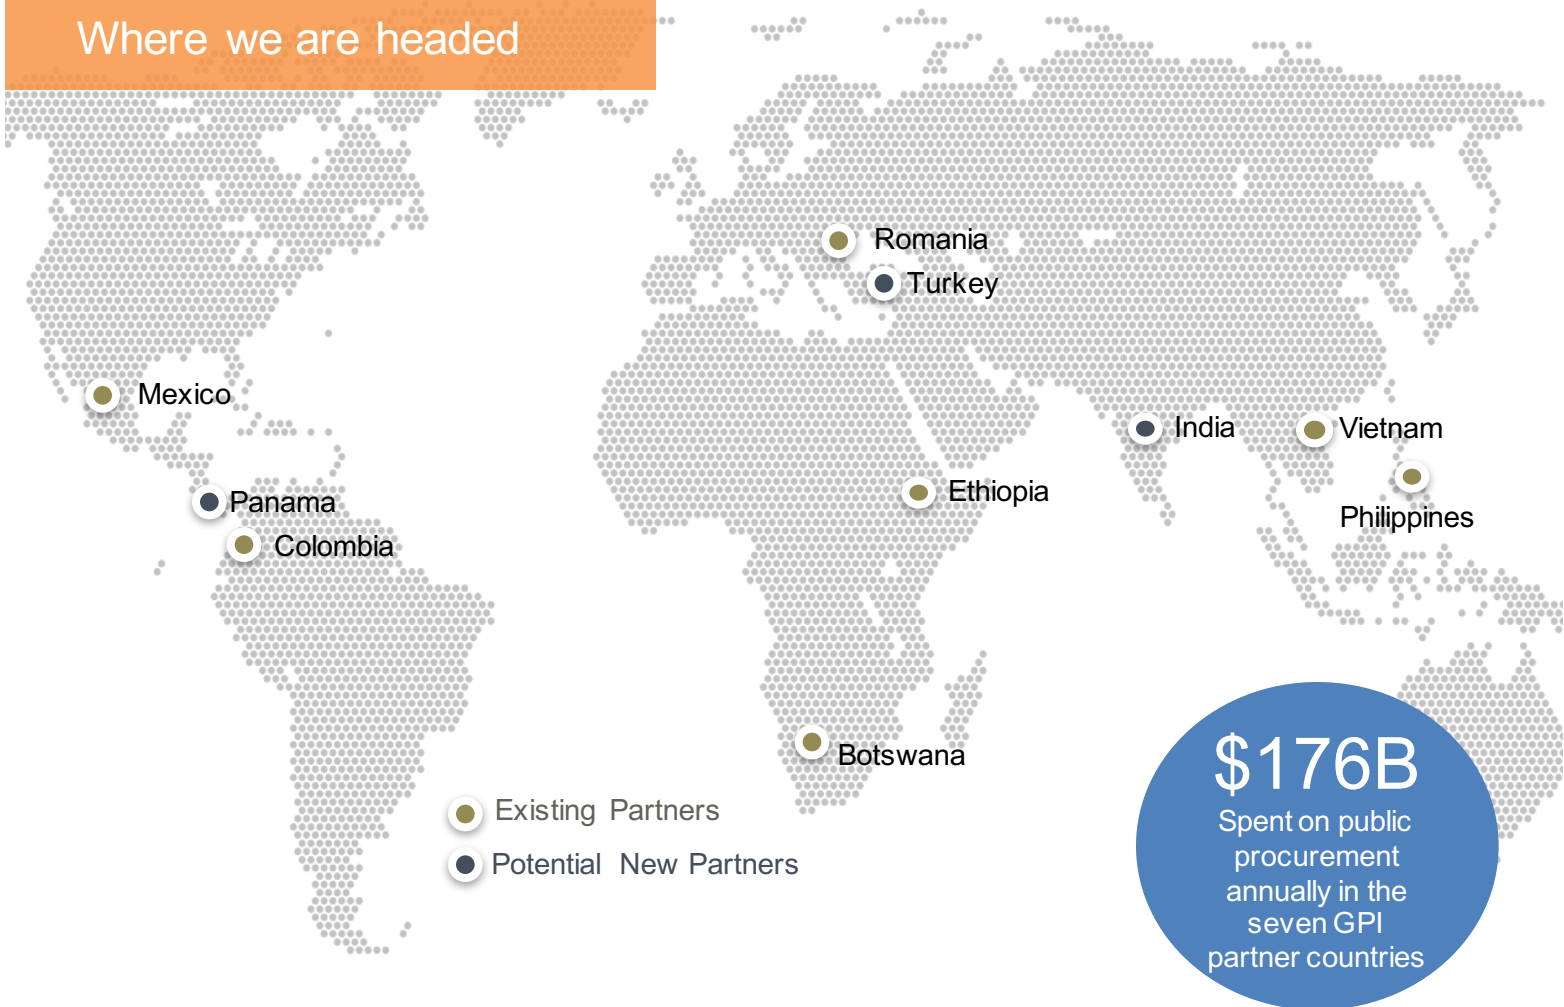 Where we are headed
Romania
Turkey
Mexico
India
Vietnam
Panama
Ethiopia
Philippines
Colombia
Botswana
Existing Partners
Potential New Partners
$176B
Spent on public
procurement
annually in the
seven GPI
partner countries